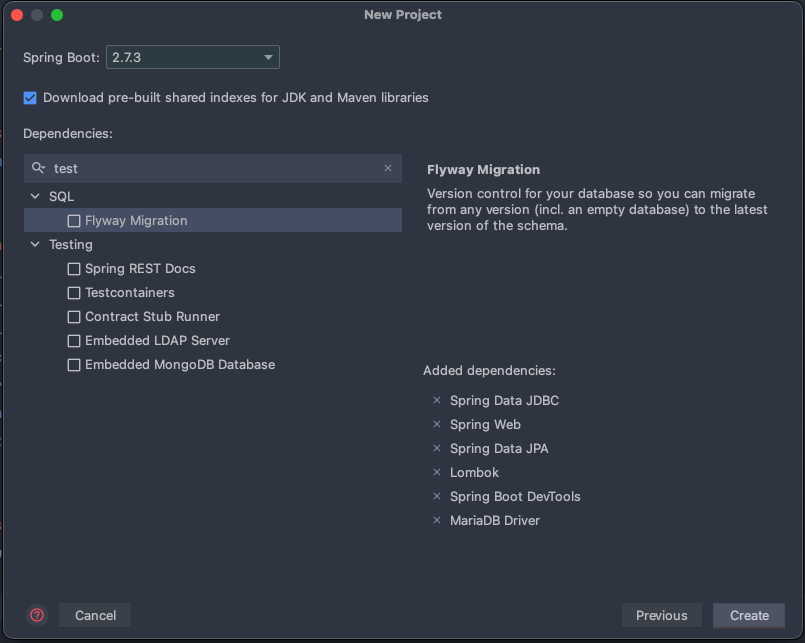 New Project
Spring Boot:
2.7.3
Download pre-built shared indexes for JDK and Maven libraries
Dependencies:
test
SQL
Flyway Migration
Testing
Spring REST Docs
Testcontainers
Contract Stub Runner
Embedded LDAP Server
Embedded MongoDB Database
Flyway Migration
Version control for your database so you can migrate
from any version (incl. an empty database) to the latest
version of the schema.
Added dependencies:
Spring Data JDBC
Spring Web
Spring Data JPA
Lombok
Spring Boot DevTools
MariaDB Driver
?
Cancel
Previous
Create